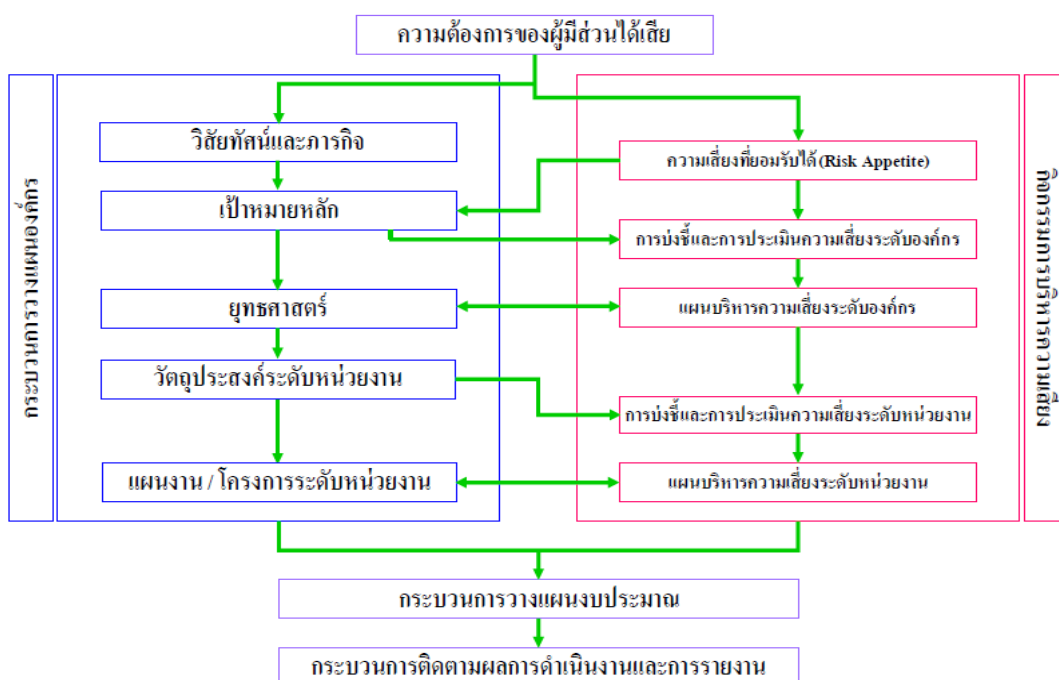 ความต้องการของผู้มีส่วนได้เสีย
กระบวนการวางแผนองค์กร
วิสัยทัศน์และภารกิจ
เป้าหมายหลัก
ยุทธศาสตร์
วัตถุประสงค์ระดับหน่วยงาน
แผนงาน / โครงการระดับหน่วยงาน
ความเสี่ยงที่ยอมรับได้ (Risk Appetite)
การบ่งชี้และการประเมินความเสี่ยงระดับองค์กร
แผนบริหารความเสี่ยงระดับองค์กร
การบ่งชี้และการประเมินความเสี่ยงระดับหน่วยงาน
แผนบริหารความเสี่ยงระดับหน่วยงาน
กิจกรรมการบริหารความเสี่ยง
กระบวนการวางแผนงบประมาณ
กระบวนการติดตามผลการดำเนินงานและการรายงาน